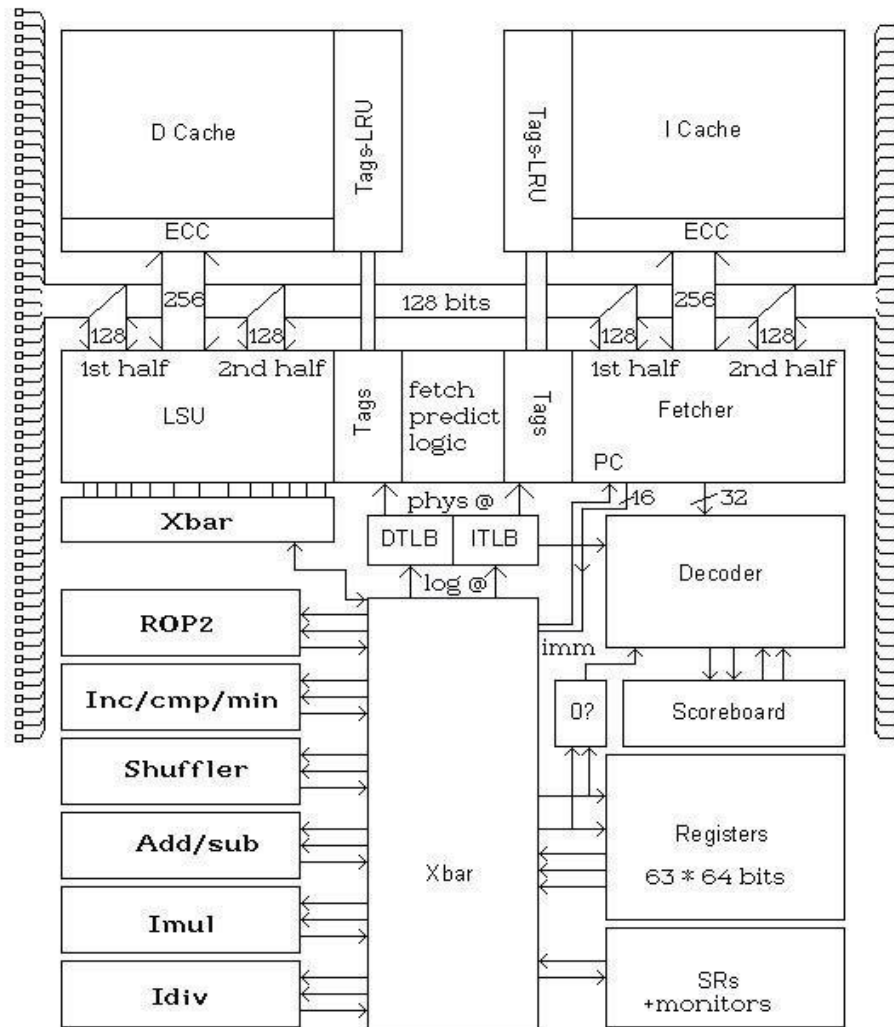 D Cache
Tags-LRU
Tags-LRU
I Cache
ECC
ECC
256
128 bits
256
128
128
128
128
1st half
2nd half
1st half
2nd half
LSU
Tags
fetch
predict
logic
Tags
Fetcher
PC
phys @
16
32
Xbar
DTLB
ITLB
Decoder
log @
ROP2
imm
Inc/cmp/min
0?
Scoreboard
Shuffler
Add/sub
Registers
Xbar
63 * 64 bits
Imul
Idiv
SRs
+monitors